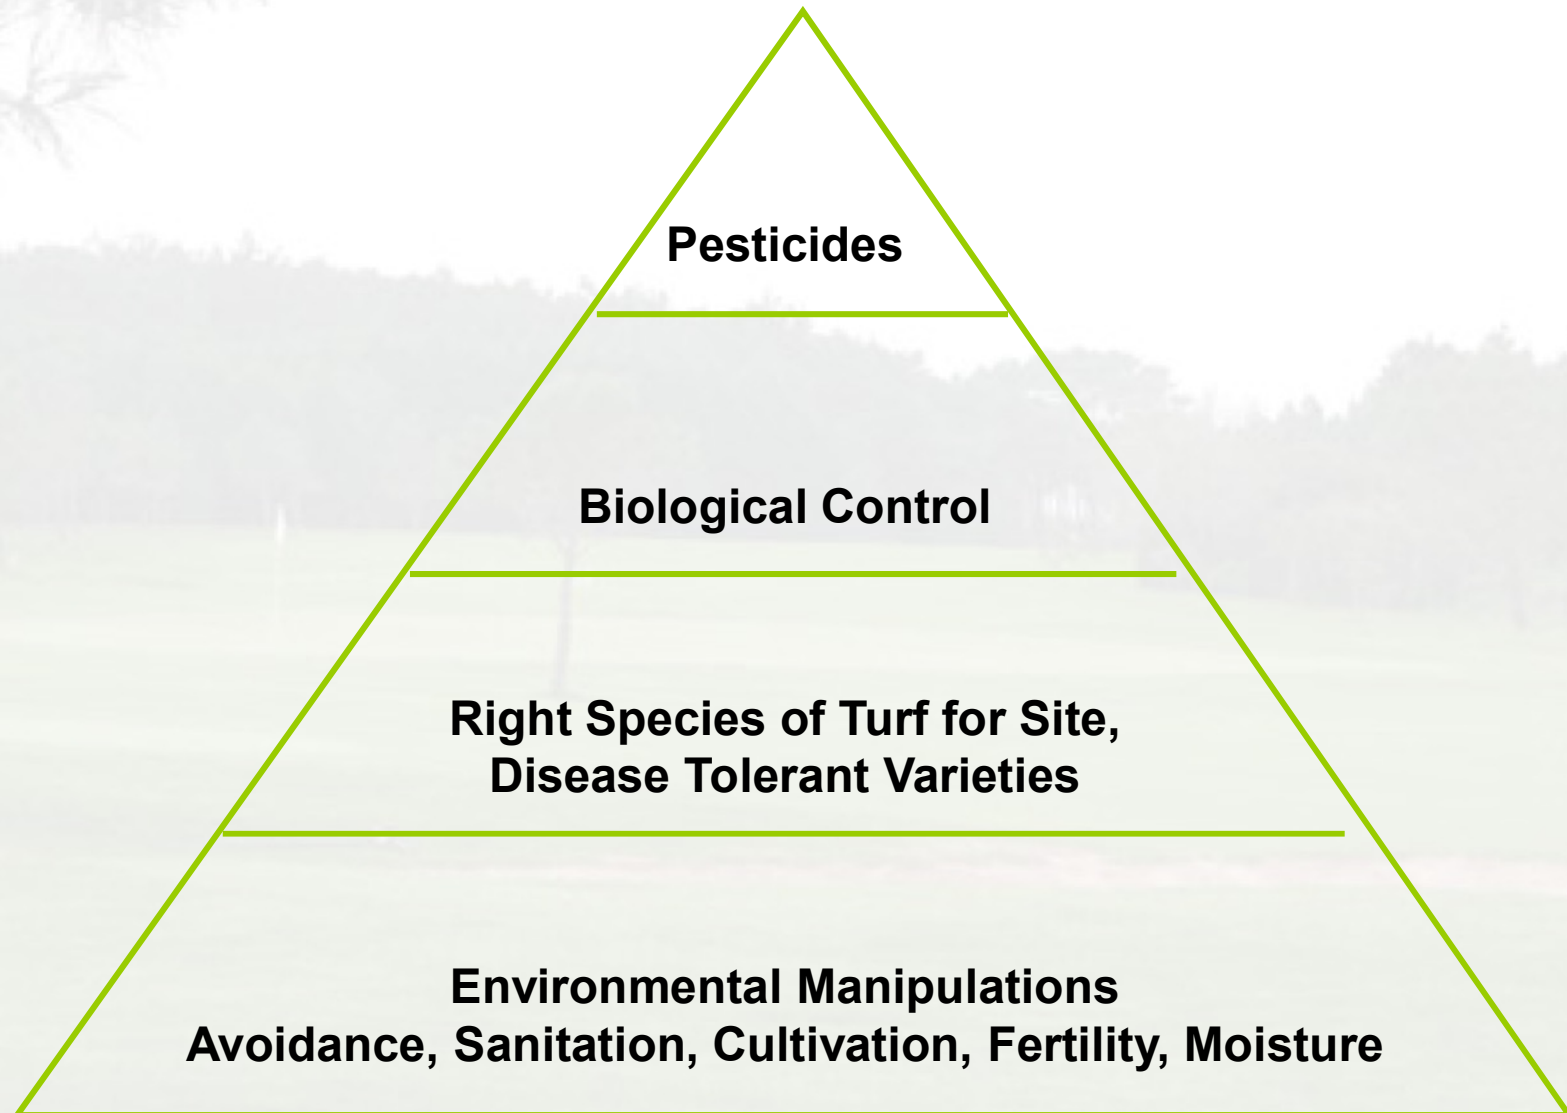 Pesticides
Biological Control
Right Species of Turf for Site,
Disease Tolerant Varieties
Environmental Manipulations
Avoidance, Sanitation, Cultivation, Fertility, Moisture